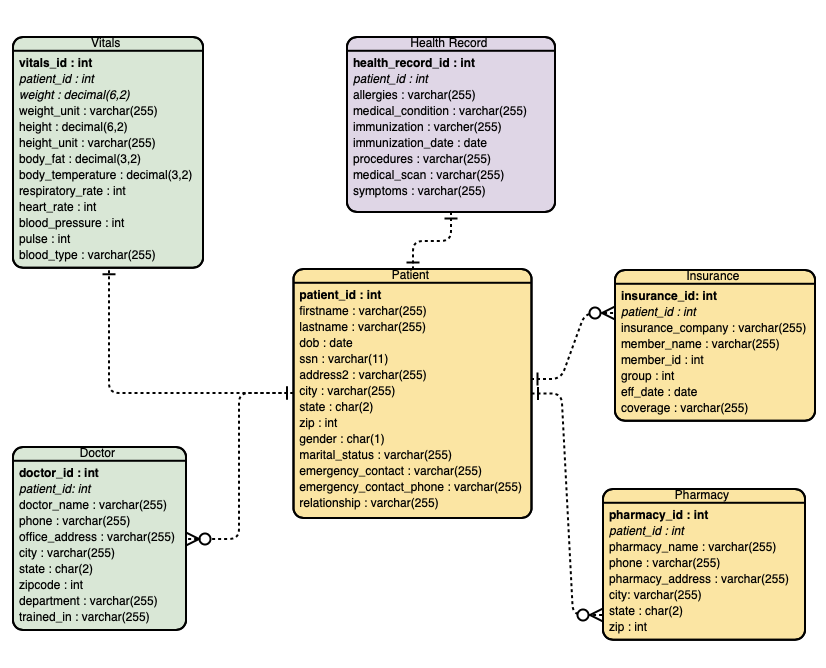 Vitals
vitals_id : int
patient_id : int
weight : decimal(6,2)
weight_unit : varchar(255)
height : decimal(6,2)
height_unit : varchar(255)
body_fat : decimal(3,2)
body_temperature : decimal(3,2)
respiratory_rate : int
heart_rate : int
blood_pressure : int
pulse : int
blood_type : varchar(255)
Health Record
health_record_id : int
patient_id : int
allergies : varchar(255)
medical_condition : varchar(255)
immunization : varcher(255)
immunization_date : date
procedures : varchar(255)
medical_scan : varchar(255)
symptoms : varchar(255)
Patient
patient_id : int
firstname : varchar(255)
lastname : varchar(255)
dob : date
ssn : varchar(11)
address2 : varchar(255)
city : varchar(255)
state : char(2)
zip : int
gender : char(1)
marital_status : varchar(255)
emergency_contact : varchar(255)
emergency_contact_phone : varchar(255)
relationship : varchar(255)
Insurance
insurance_id: int
patient_id : int
insurance_company : varchar(255)
member_name : varchar(255)
member_id : int
group : int
eff_date : date
coverage : varchar(255)
Doctor
doctor_id : int
patient_id: int
doctor_name : varchar(255)
phone : varchar(255)
office_address : varchar(255)
city : varchar(255)
state : char(2)
zipcode : int
department : varchar(255)
trained_in : varchar(255)
Pharmacy
pharmacy_id : int
patient_id : int
pharmacy_name : varchar(255)
phone : varchar(255)
pharmacy_address : varchar(255)
city: varchar(255)
state : char(2)
zip : int